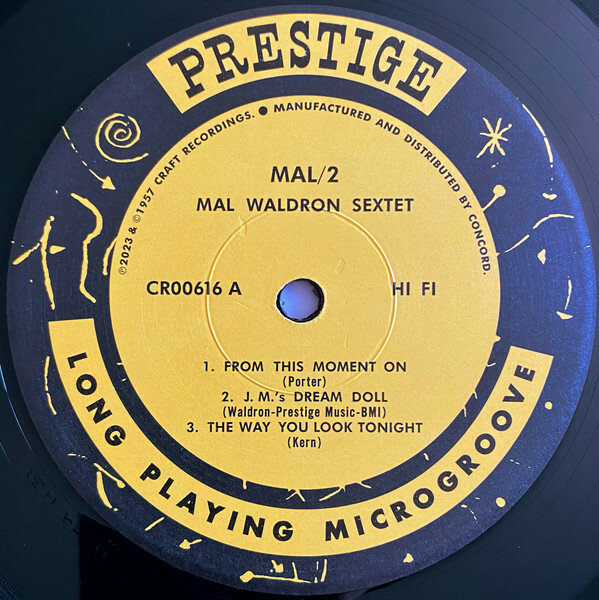 PRESTIGE
℗2023 & ©1957 CRAFT RECORDINGS. ● MANUFACTURED AND DISTRIBUTED BY CONCORD.
MAL/2
MAL WALDRON SEXTET
CR00616 A HI FI
1. FROM THIS MOMENT ON
(Porter)
2. J. M.'s DREAM DOLL
(Waldron-Prestige Music-BMI)
3. THE WAY YOU LOOK TONIGHT
(Kern)
LONG PLAYING MICROGROOVE